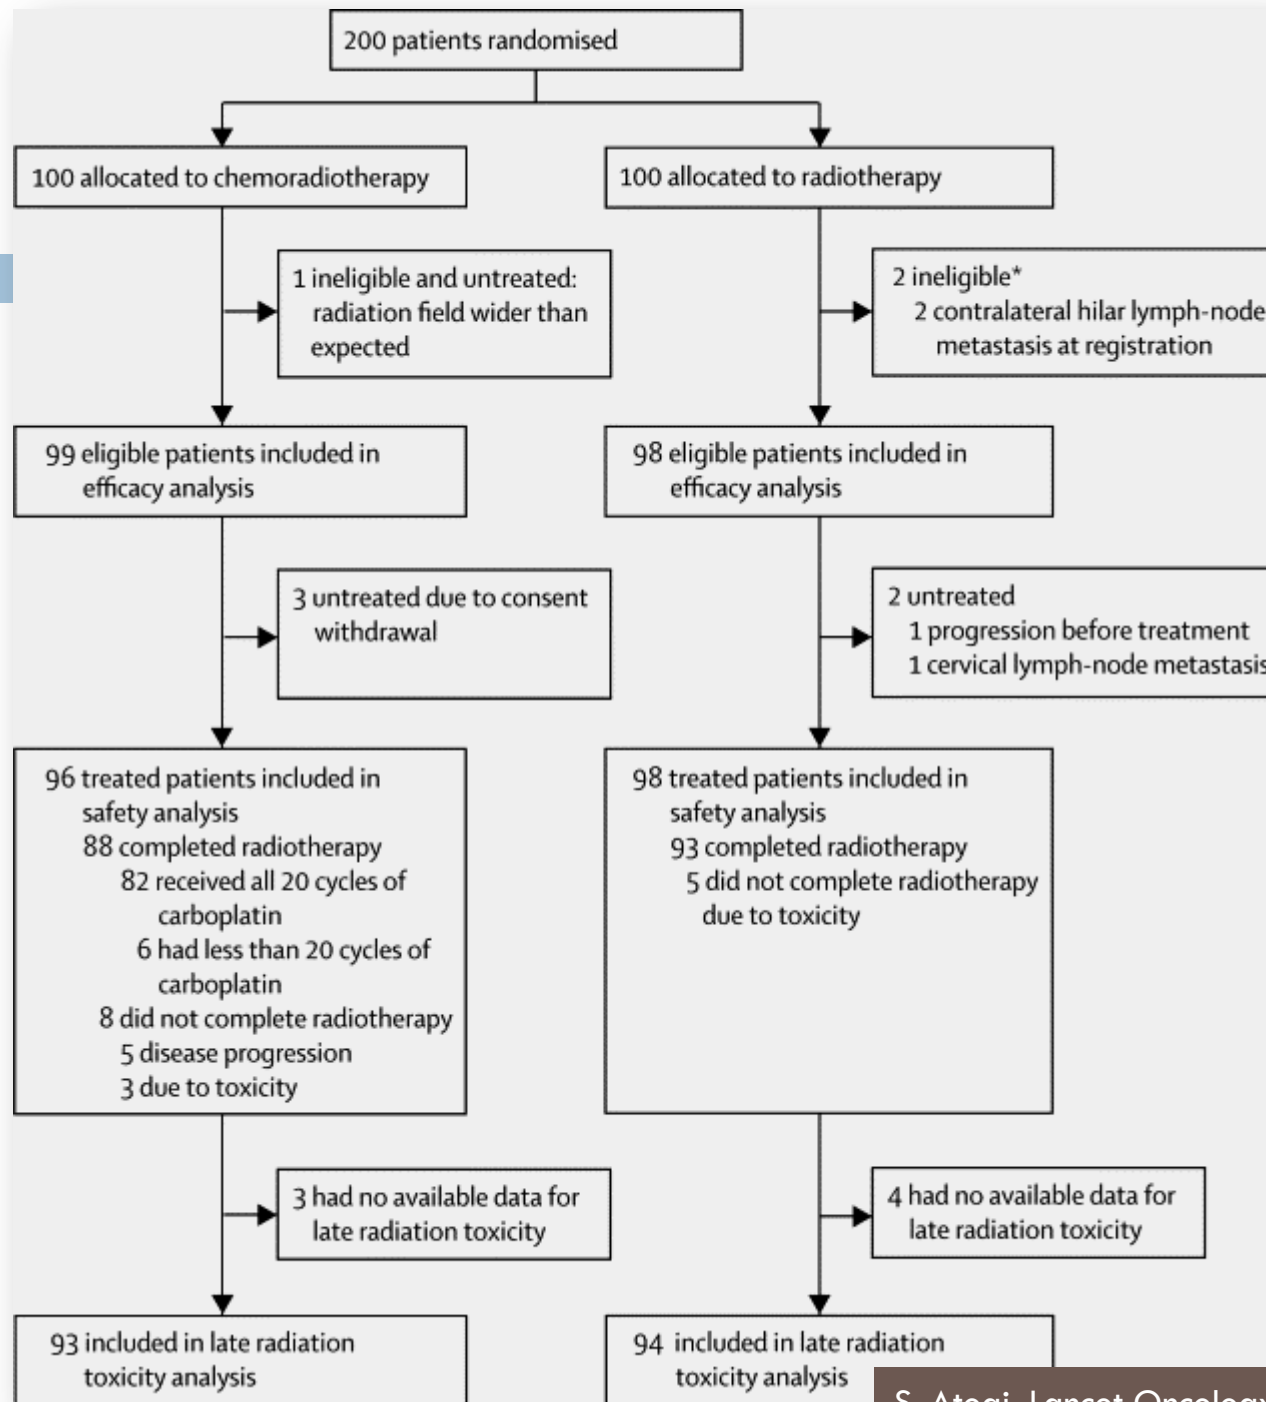 200 patients randomised
100 allocated to chemoradiotherapy
100 allocated to radiotherapy
1 ineligible and untreated:
radiation field wider than
expected
2 ineligible*
2 contralateral hilar lymph-node
metastasis at registration
99 eligible patients included in
efficacy analysis
98 eligible patients included in
efficacy analysis
3 untreated due to consent
withdrawal
2 untreated
1 progression before treatment
1 cervical lymph-node metastasis
96 treated patients included in
safety analysis
88 completed radiotherapy
82 received all 20 cycles of
carboplatin
6 had less than 20 cycles of
carboplatin
8 did not complete radiotherapy
5 disease progression
3 due to toxicity
98 treated patients included in
safety analysis
93 completed radiotherapy
5 did not complete radiotherapy
due to toxicity
3 had no available data for
late radiation toxicity
4 had no available data for
late radiation toxicity
93 included in late radiation
toxicity analysis
94 included in late radiation
toxicity analysis
S. Atagi, Lancet Oncology